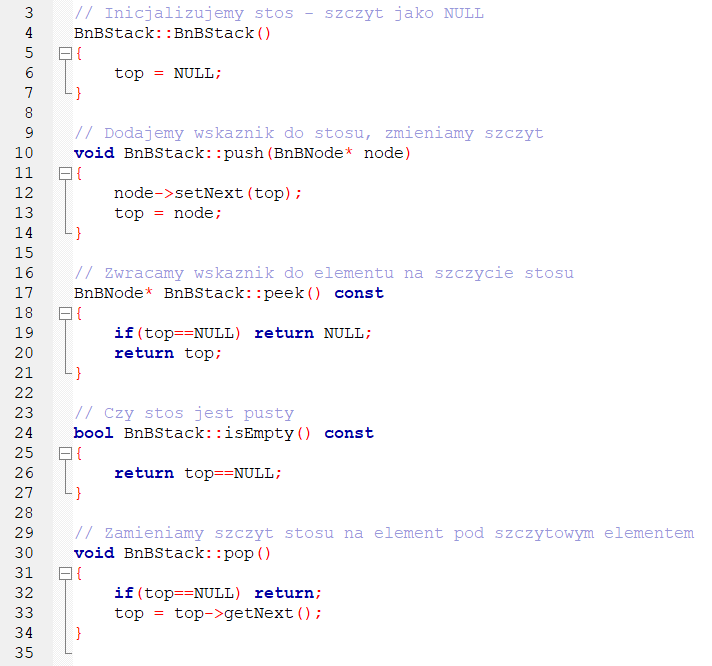 3 // Inicjalizujemy stos - szczyt jako NULL
4 BnBStack::BnBStack()
5 {
6     top = NULL;
7 }
8
9 // Dodajemy wskaznik do stosu, zmieniamy szczyt
10 void BnBStack::push(BnBNode* node)
11 {
12     node->setNext(top);
13     top = node;
14 }
15
16 // Zwracamy wskaznik do elementu na szczycie stosu
17 BnBNode* BnBStack::peek() const
18 {
19     if(top==NULL) return NULL;
20     return top;
21 }
22
23 // Czy stos jest pusty
24 bool BnBStack::isEmpty() const
25 {
26     return top==NULL;
27 }
28
29 // Zamieniamy szczyt stosu na element pod szczytowym elementem
30 void BnBStack::pop()
31 {
32     if(top==NULL) return;
33     top = top->getNext();
34 }
35